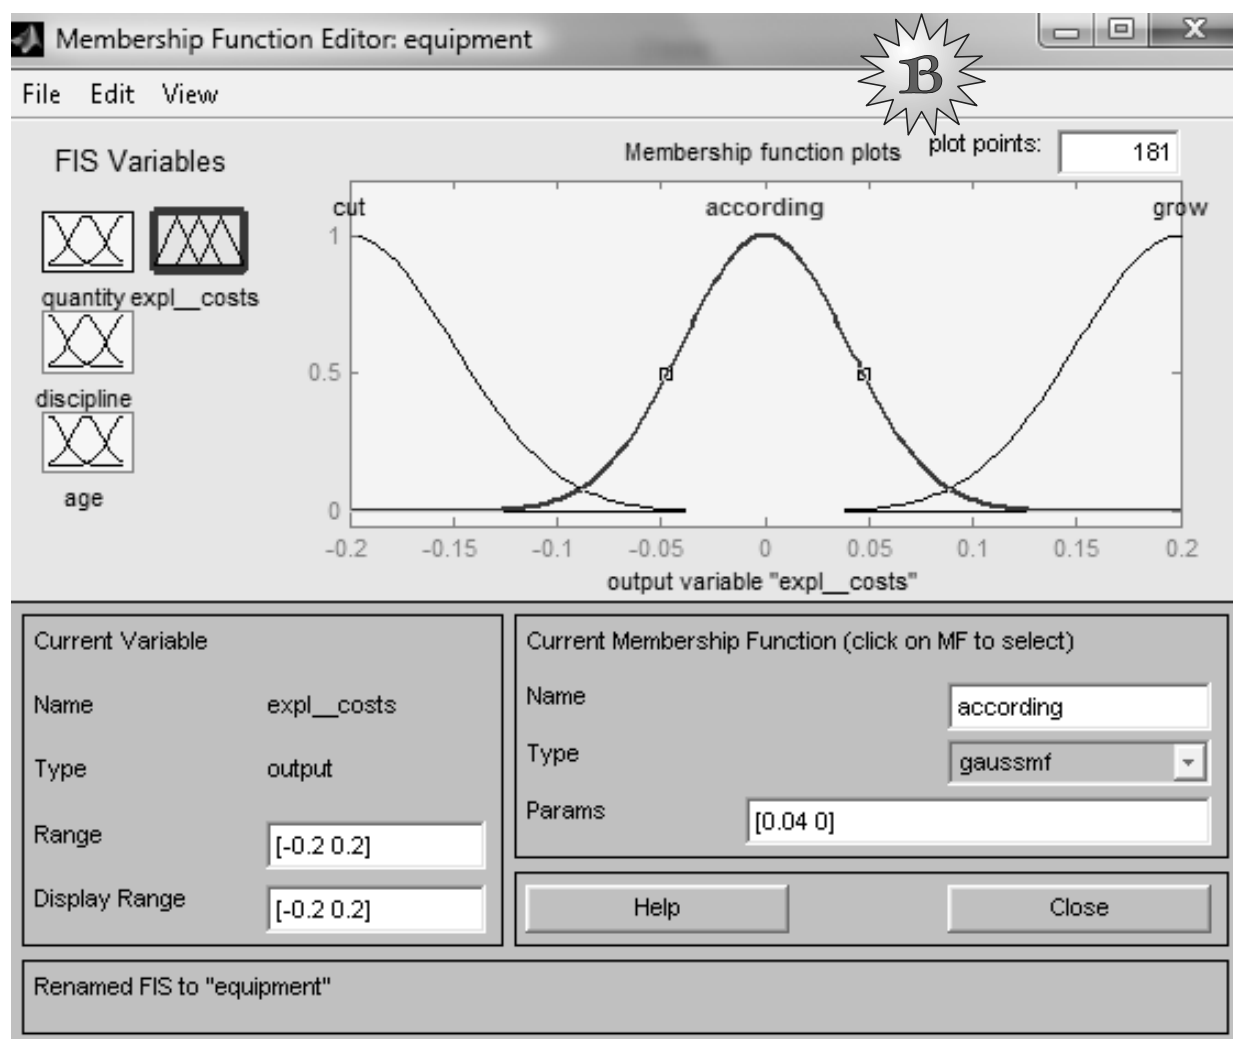 Membership Function Editor: equipment
B
File Edit View
FIS Variables
Membership function plots
plot points: 181
cut
according
grow
1
0.5
0
-0.2 -0.15 -0.1 -0.05 0 0.05 0.1 0.15 0.2
output variable "expl__costs"
quantity expl__costs
discipline
age
Current Variable
Name expl__costs
Type output
Range [-0.2 0.2]
Display Range [-0.2 0.2]
Current Membership Function (click on MF to select)
Name according
Type gaussmf
Params [0.04 0]
Help Close
Renamed FIS to "equipment"